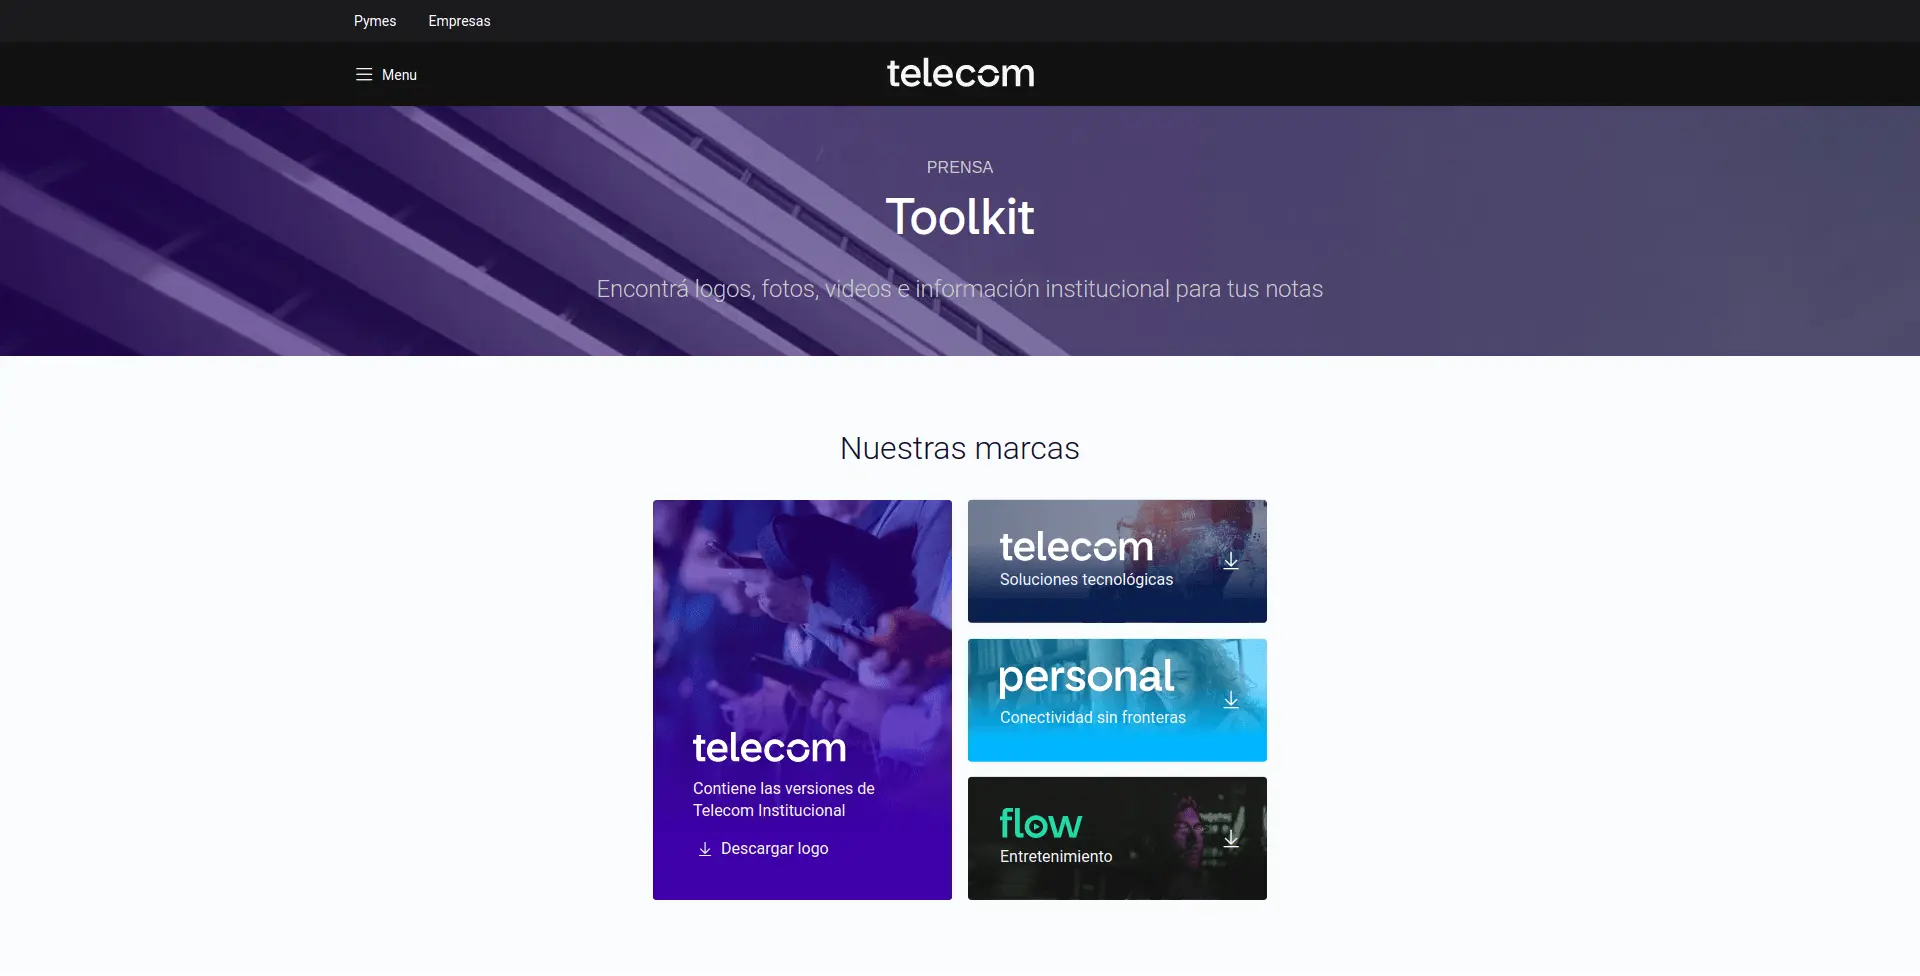 Pymes Empresas
Menu
telecom
PRENSA
Toolkit
Encontrá logos, fotos, videos e información institucional para tus notas
Nuestras marcas
telecom
Contiene las versiones de
Telecom Institucional
Descargar logo
telecom
Soluciones tecnológicas
personal
Conectividad sin fronteras
flow
Entretenimiento